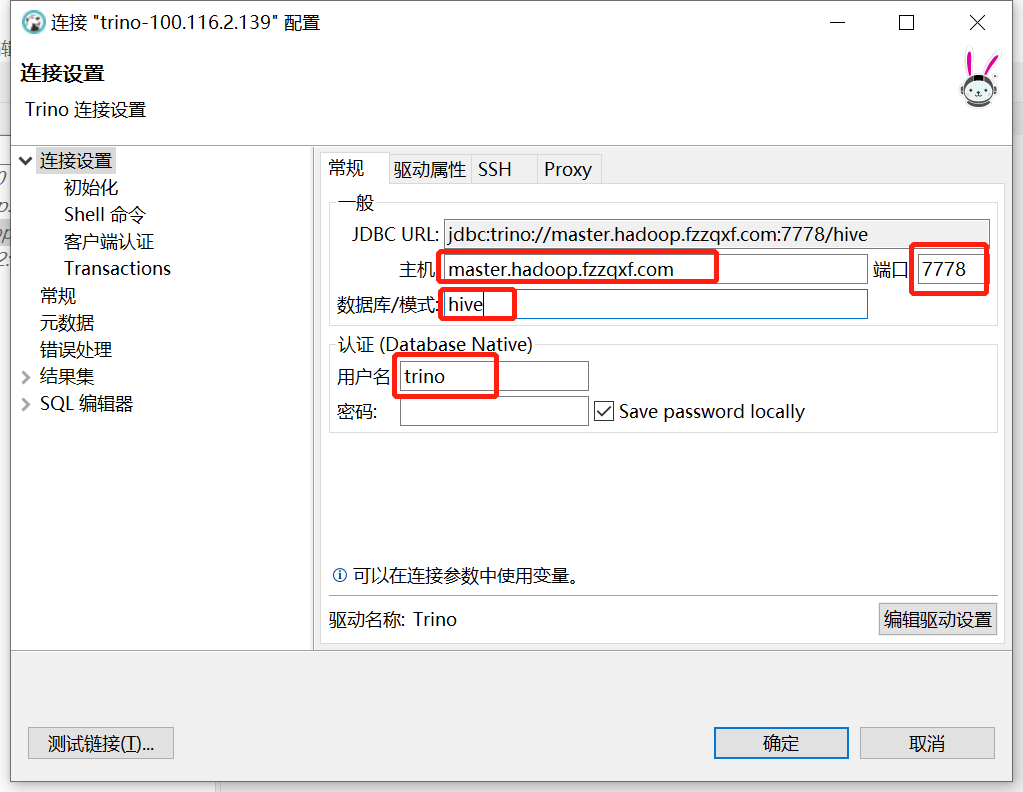 连接 "trino-100.116.2.139" 配置
连接设置
Trino 连接设置
连接设置
初始化
Shell 命令
客户端认证
Transactions
常规
元数据
错误处理
结果集
SQL 编辑器
常规 驱动属性 SSH Proxy
一般
JDBC URL: jdbc:trino://master.hadoop.fzzqxf.com:7778/hive
主机 master.hadoop.fzzqxf.com 端口 7778
数据库/模式: hive
认证 (Database Native)
用户名 trino
密码: Save password locally
可以在连接参数中使用变量。
驱动名称: Trino 编辑驱动设置
测试链接(T)... 确定 取消